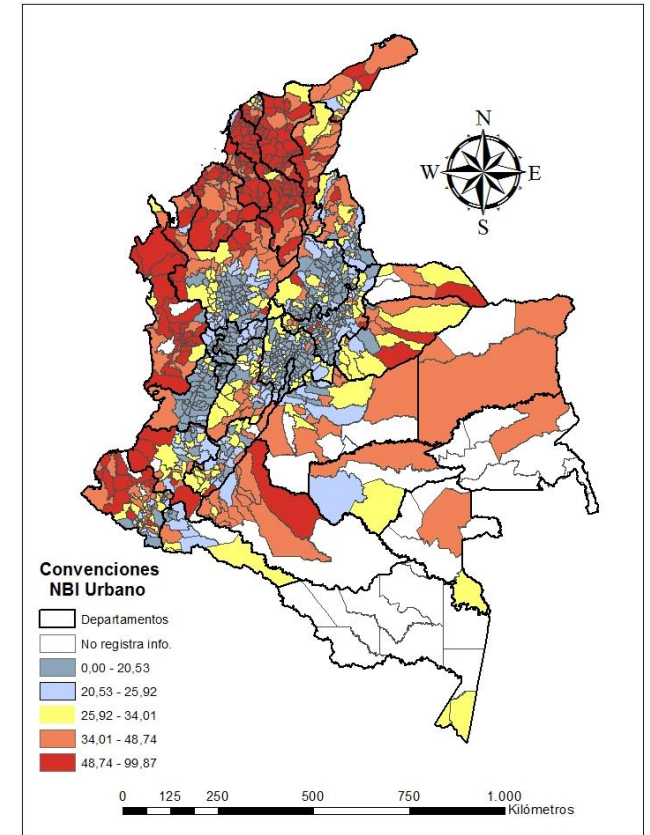 N
W E
S
Convenciones
NBI Urbano
Departamentos
No registra info.
0,00 - 20,53
20,53 - 25,92
25,92 - 34,01
34,01 - 48,74
48,74 - 99,87
0 125 250 500 750 1.000
Kilómetros